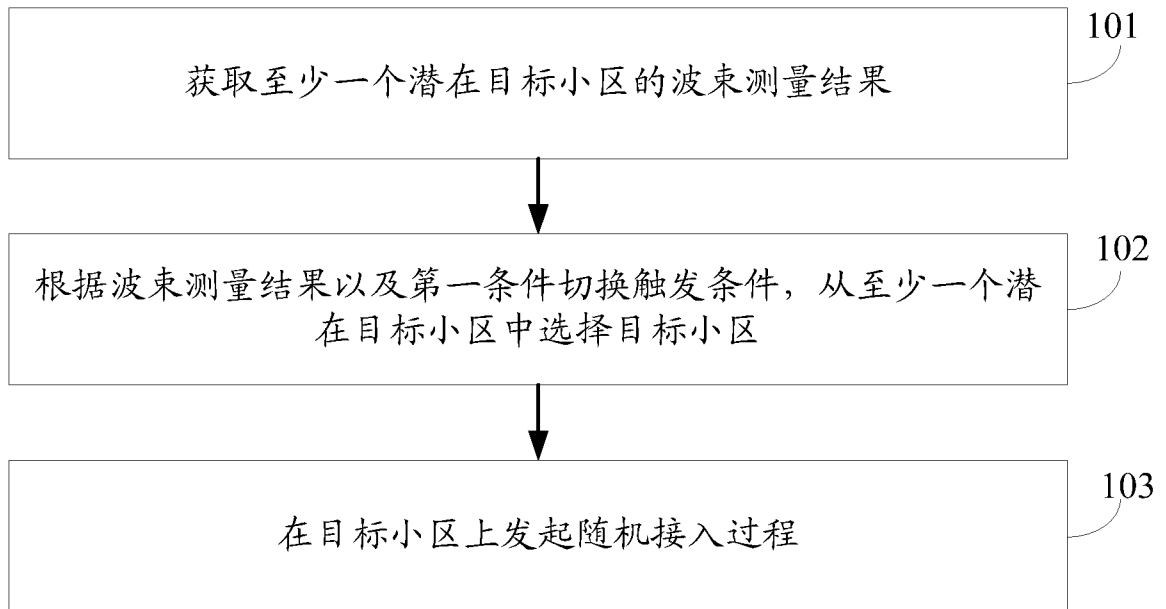 101
获取至少一个潜在目标小区的波束测量结果
102
根据波束测量结果以及第一条件切换触发条件，从至少一个潜
在目标小区中选择目标小区
103
在目标小区上发起随机接入过程